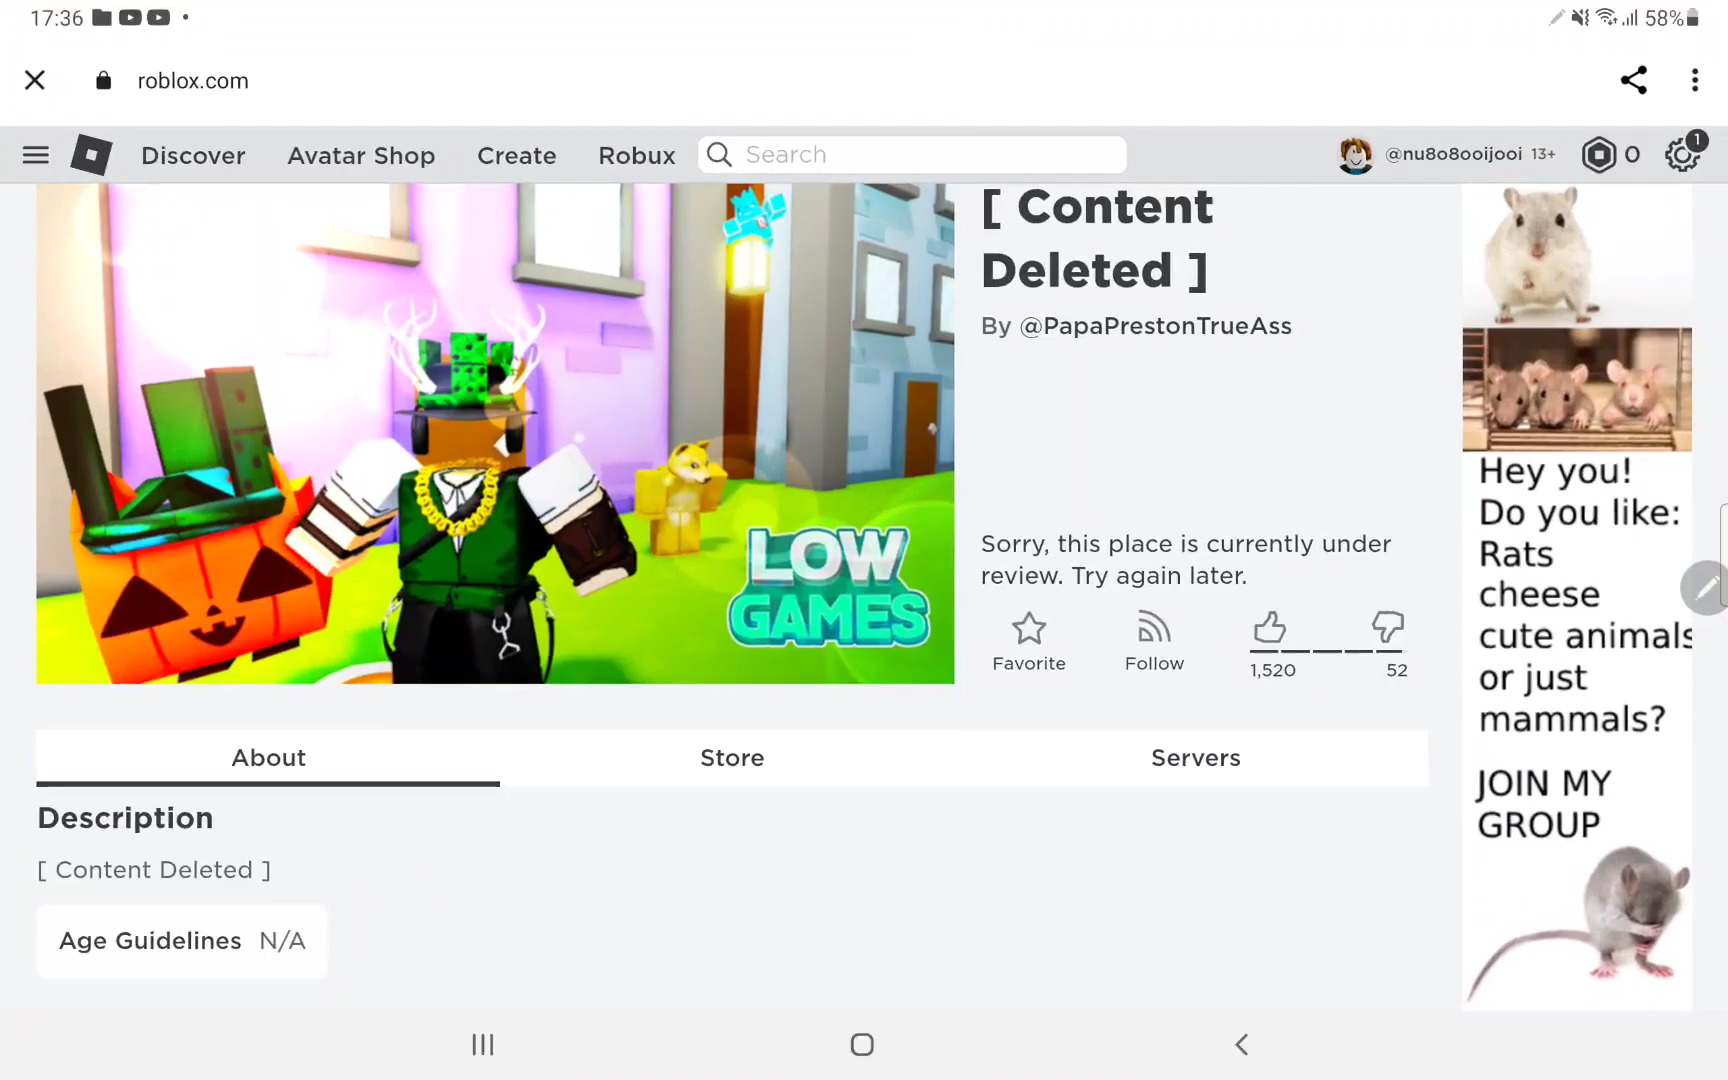 17:36
58%
roblox.com
Discover Avatar Shop Create Robux Search @nu8o8ooijooi 13+ 0 1
[ Content
Deleted ]
By @PapaPrestonTrueAss
LOW
GAMES
Sorry, this place is currently under
review. Try again later.
Favorite Follow 1,520 52
About Store Servers
Description
[ Content Deleted ]
Age Guidelines N/A
Hey you!
Do you like:
Rats
cheese
cute animals
or just
mammals?
JOIN MY
GROUP